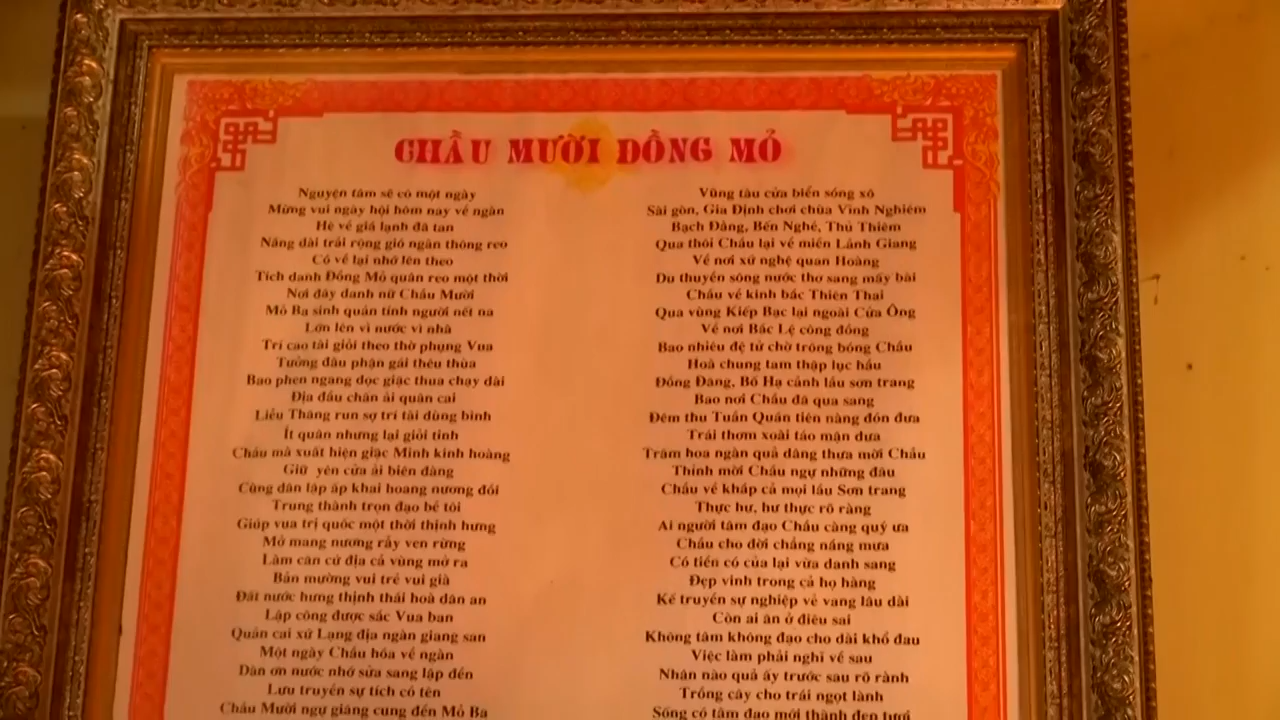 CHẦU MƯỜI ĐỒNG MỎ
Nguyện tâm sẽ có một ngày
Mừng vui ngày hội hôm nay về ngàn
Hè về giá lạnh đã tan
Nắng dài trải rộng gió ngàn thông reo
Có về lại nhớ lên theo
Tích danh Đồng Mỏ quân reo một thời
Nơi đây danh nữ Chầu Mười
Mỏ Ba sinh quán tính người nết na
Lớn lên vì nước vì nhà
Trí cao tài giỏi theo thờ phụng Vua
Tưởng đâu phận gái thêu thùa
Bao phen ngang dọc giặc thua chạy dài
Địa đầu chân ải quân cai
Liễu Thăng run sợ trí tài dùng binh
Ít quân nhưng lại giỏi tinh
Chầu mà xuất hiện giặc Minh kinh hoàng
Giữ yên cửa ải biên đàng
Cùng dân lập ấp khai hoang nương đồi
Trung thành trọn đạo bề tôi
Giúp vua trị quốc một thời thịnh hưng
Mở mang nương rẫy ven rừng
Làm căn cứ địa cả vùng mở ra
Bản mường vui trẻ vui già
Đất nước hưng thịnh thái hoà dân an
Lập công được sắc Vua ban
Quản cai xứ Lạng địa ngàn giang san
Một ngày Chầu hóa về ngàn
Dân ơn nước nhớ sửa sang lập đền
Lưu truyền sự tích có tên
Chầu Mười ngự giáng cung đền Mỏ Ba
Vũng tàu cửa biển sóng xô
Sài gòn, Gia Định chơi chùa Vĩnh Nghiêm
Bạch Đằng, Bến Nghé, Thủ Thiêm
Qua thôi Chầu lại về miền Lảnh Giang
Về nơi xứ nghệ quan Hoàng
Du thuyền sông nước thơ sang mấy bài
Chầu về kinh bắc Thiên Thai
Qua vùng Kiếp Bạc lại ngoài Cửa Ông
Về nơi Bắc Lệ công đồng
Bao nhiêu đệ tử chờ trông bóng Chầu
Hoà chung tam thập lục hầu
Đồng Đăng, Bố Hạ cảnh lầu sơn trang
Bao nơi Chầu đã qua sang
Đêm thu Tuần Quán tiên nàng đón đưa
Trái thơm xoài táo mận dưa
Trăm hoa ngàn quả dâng thưa mời Chầu
Thỉnh mời Chầu ngự những đâu
Chầu về khắp cả mọi lầu Sơn trang
Thực hư, hư thực rõ ràng
Ai người tâm đạo Chầu càng quý ưa
Chầu cho đời chẳng nắng mưa
Có tiền có của lại vừa danh sang
Đẹp vinh trong cả họ hàng
Kế truyền sự nghiệp vẻ vang lâu dài
Còn ai ăn ở điêu sai
Không tâm không đạo cho dài khổ đau
Việc làm phải nghĩ về sau
Nhân nào quả ấy trước sau rõ rành
Trồng cây cho trái ngọt lành
Sống có tâm đạo mới thành đẹp tươi